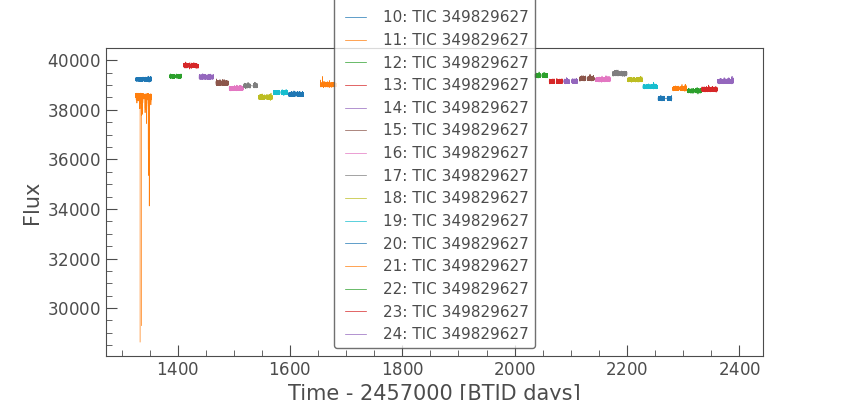 10: TIC 349829627
11: TIC 349829627
12: TIC 349829627
13: TIC 349829627
14: TIC 349829627
15: TIC 349829627
16: TIC 349829627
17: TIC 349829627
18: TIC 349829627
19: TIC 349829627
20: TIC 349829627
21: TIC 349829627
22: TIC 349829627
23: TIC 349829627
24: TIC 349829627
40000
38000
36000
34000
32000
30000
Flux
1400 1600 1800 2000 2200 2400
Time - 2457000 [BTJD days]